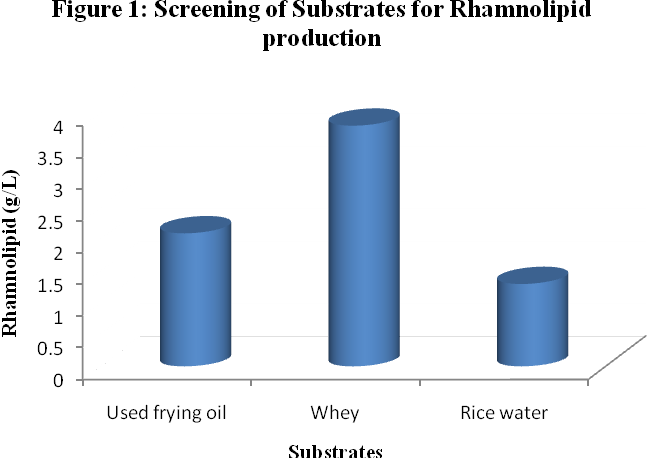 Figure 1: Screening of Substrates for Rhamnolipid
production
Rhamnolipid (g/L)
4
3.5
3
2.5
2
1.5
1
0.5
0
Used frying oil
Whey
Rice water
Substrates